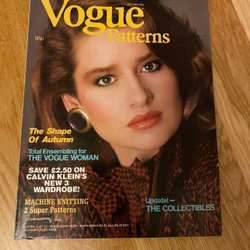 Vogue
Patterns
95p
The Shape
Of Autumn
Total Ensembling for
THE VOGUE WOMAN
SAVE £2.50 ON
CALVIN KLEIN'S
NEW 3
WARDROBE!
MACHINE KNITTING
2 Super Patterns
Update! —
THE COLLECTIBLES